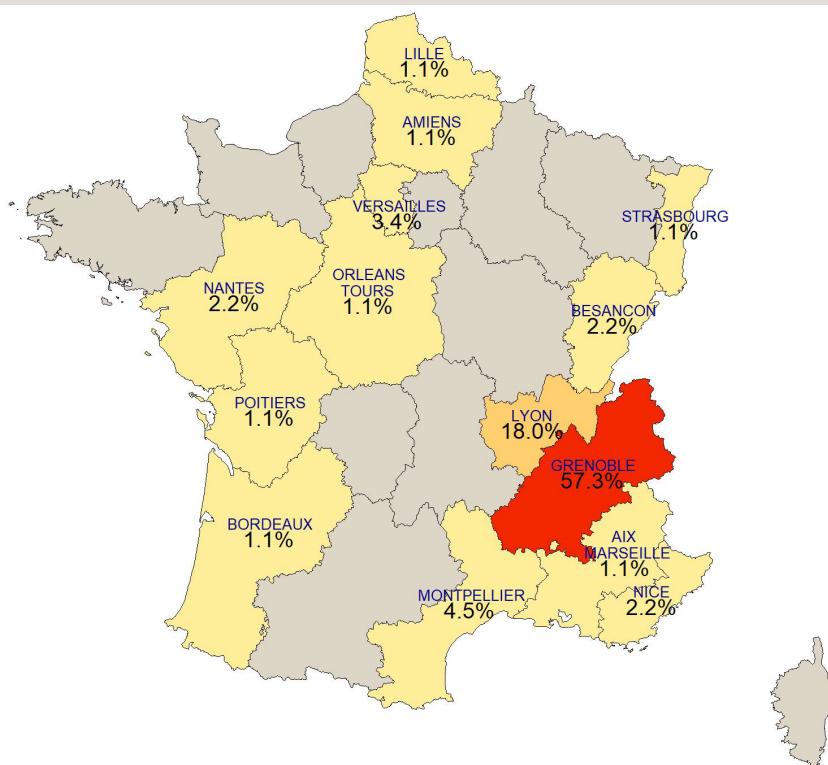 LILLE
1.1%
AMIENS
1.1%
VERSAILLES
3.4%
STRASBOURG
1.1%
NANTES
2.2%
ORLEANS
TOURS
1.1%
BESANCON
2.2%
POITIERS
1.1%
LYON
18.0%
GRENOBLE
57.3%
BORDEAUX
1.1%
AIX
MARSEILLE
1.1%
MONTPELLIER
4.5%
NICE
2.2%